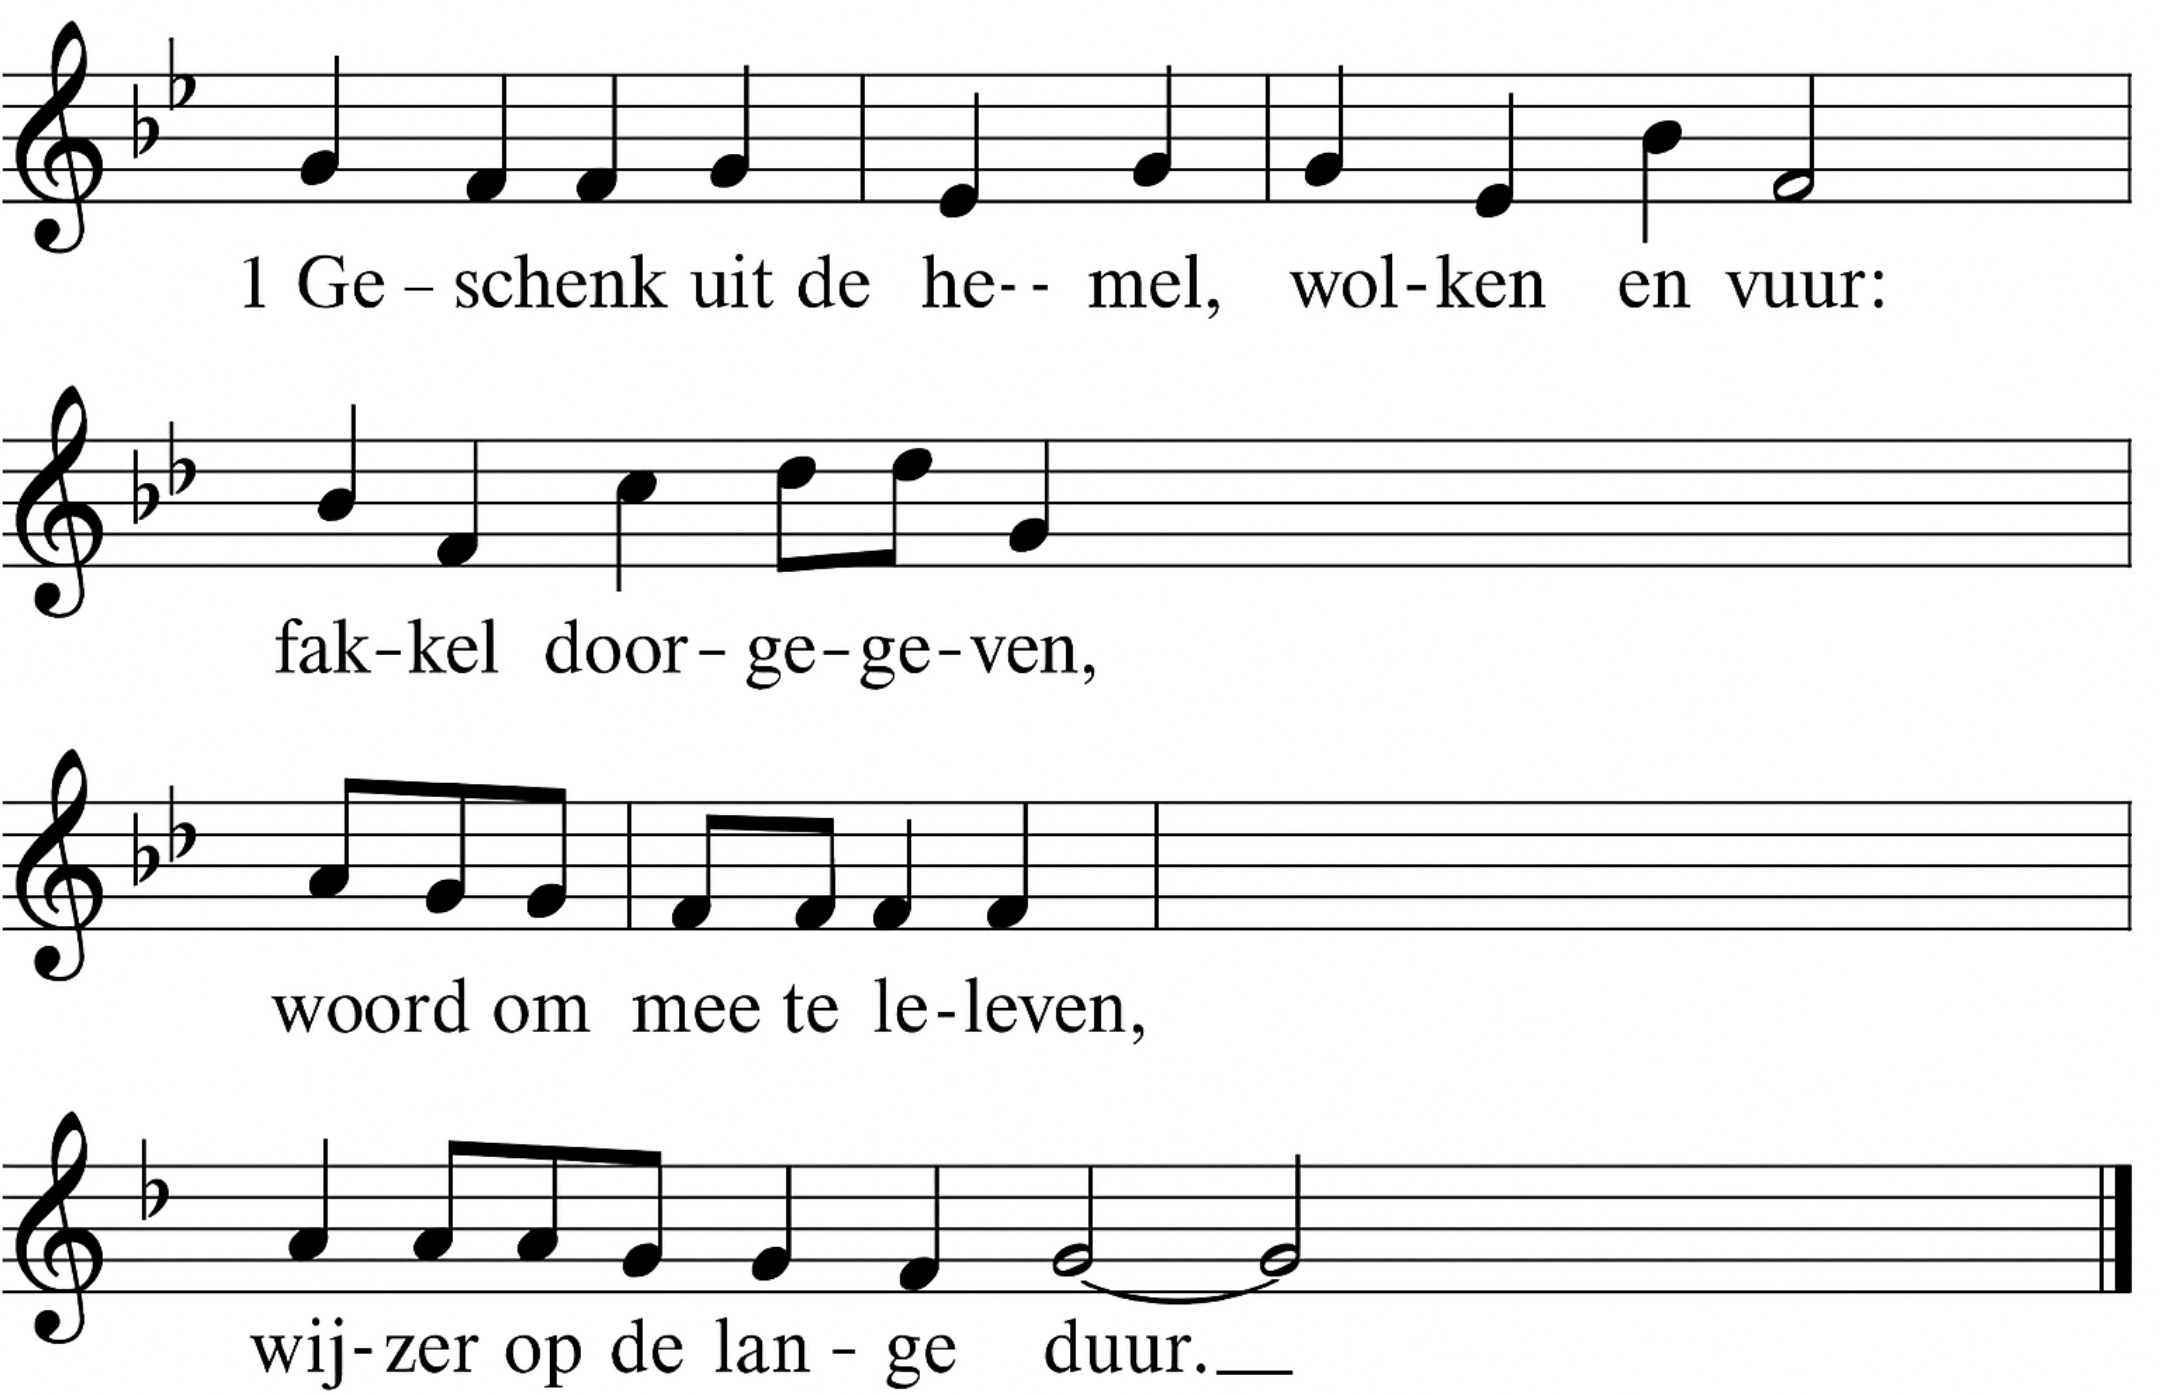 1 Ge – schenk uit de he- - mel, wol-ken en vuur:
fak-kel door- ge-ge-ven,
woord om mee te le-leven,
wij-zer op de lan - ge duur.__